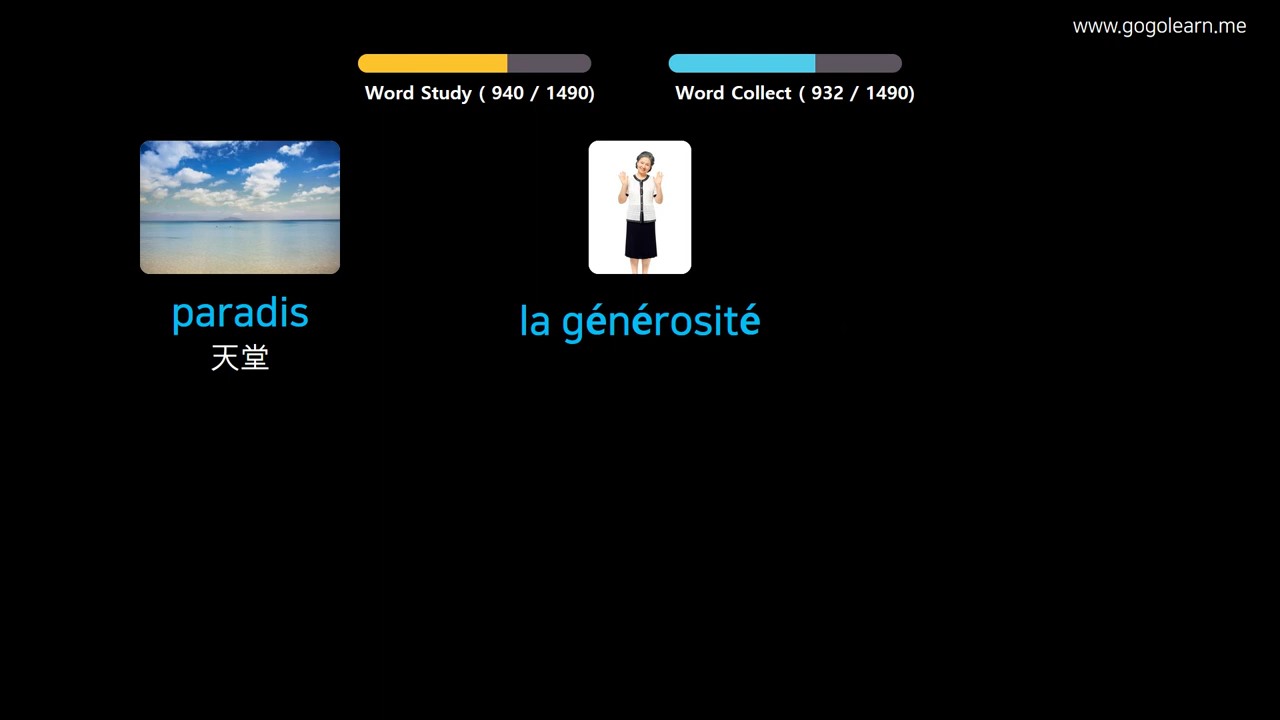 www.gogolearn.me
Word Study ( 940 / 1490)
Word Collect ( 932 / 1490)
paradis
天堂
la générosité